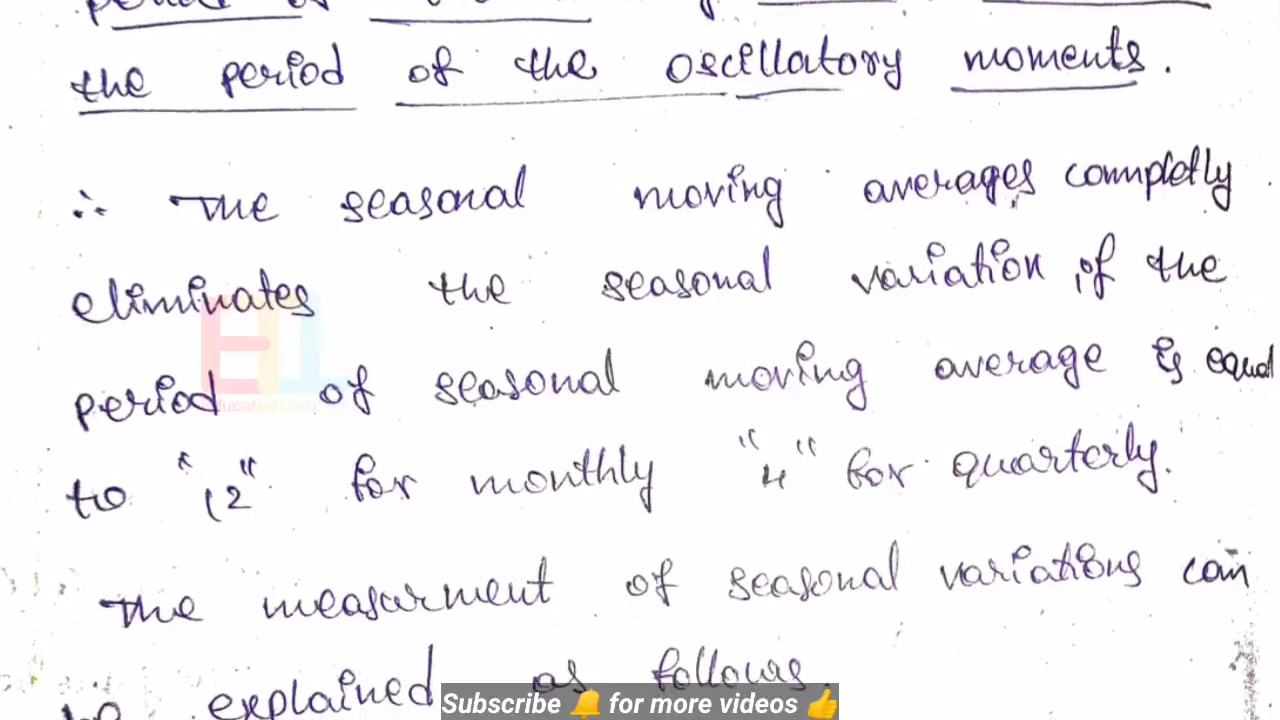 the period of the oscillatory moments.
∴ The seasonal moving averages completly
eliminates the seasonal variation if the
period of seasonal moving average is equal
to "12" for monthly "4" for quarterly.
The measurment of seasonal variations can
be explained as follows.
Subscribe 🔔 for more videos 👍